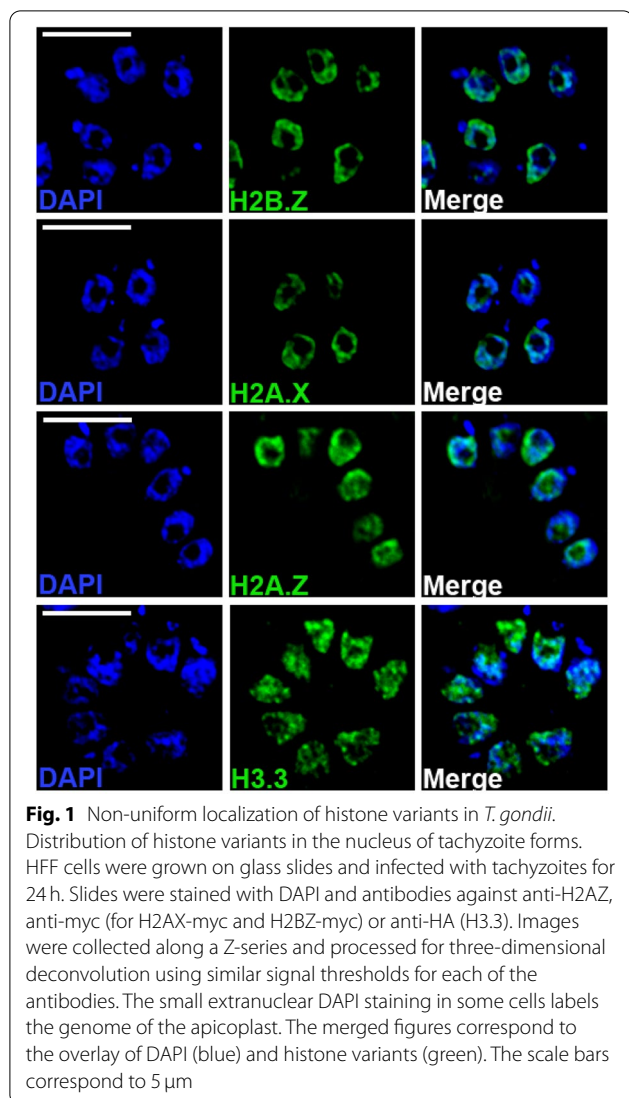 DAPI H2B.Z Merge
DAPI H2A.X Merge
DAPI H2A.Z Merge
DAPI H3.3 Merge
Fig. 1 Non-uniform localization of histone variants in T. gondii.
Distribution of histone variants in the nucleus of tachyzoite forms.
HFF cells were grown on glass slides and infected with tachyzoites for
24 h. Slides were stained with DAPI and antibodies against anti-H2AZ,
anti-myc (for H2AX-myc and H2BZ-myc) or anti-HA (H3.3). Images
were collected along a Z-series and processed for three-dimensional
deconvolution using similar signal thresholds for each of the
antibodies. The small extranuclear DAPI staining in some cells labels
the genome of the apicoplast. The merged figures correspond to
the overlay of DAPI (blue) and histone variants (green). The scale bars
correspond to 5 µm